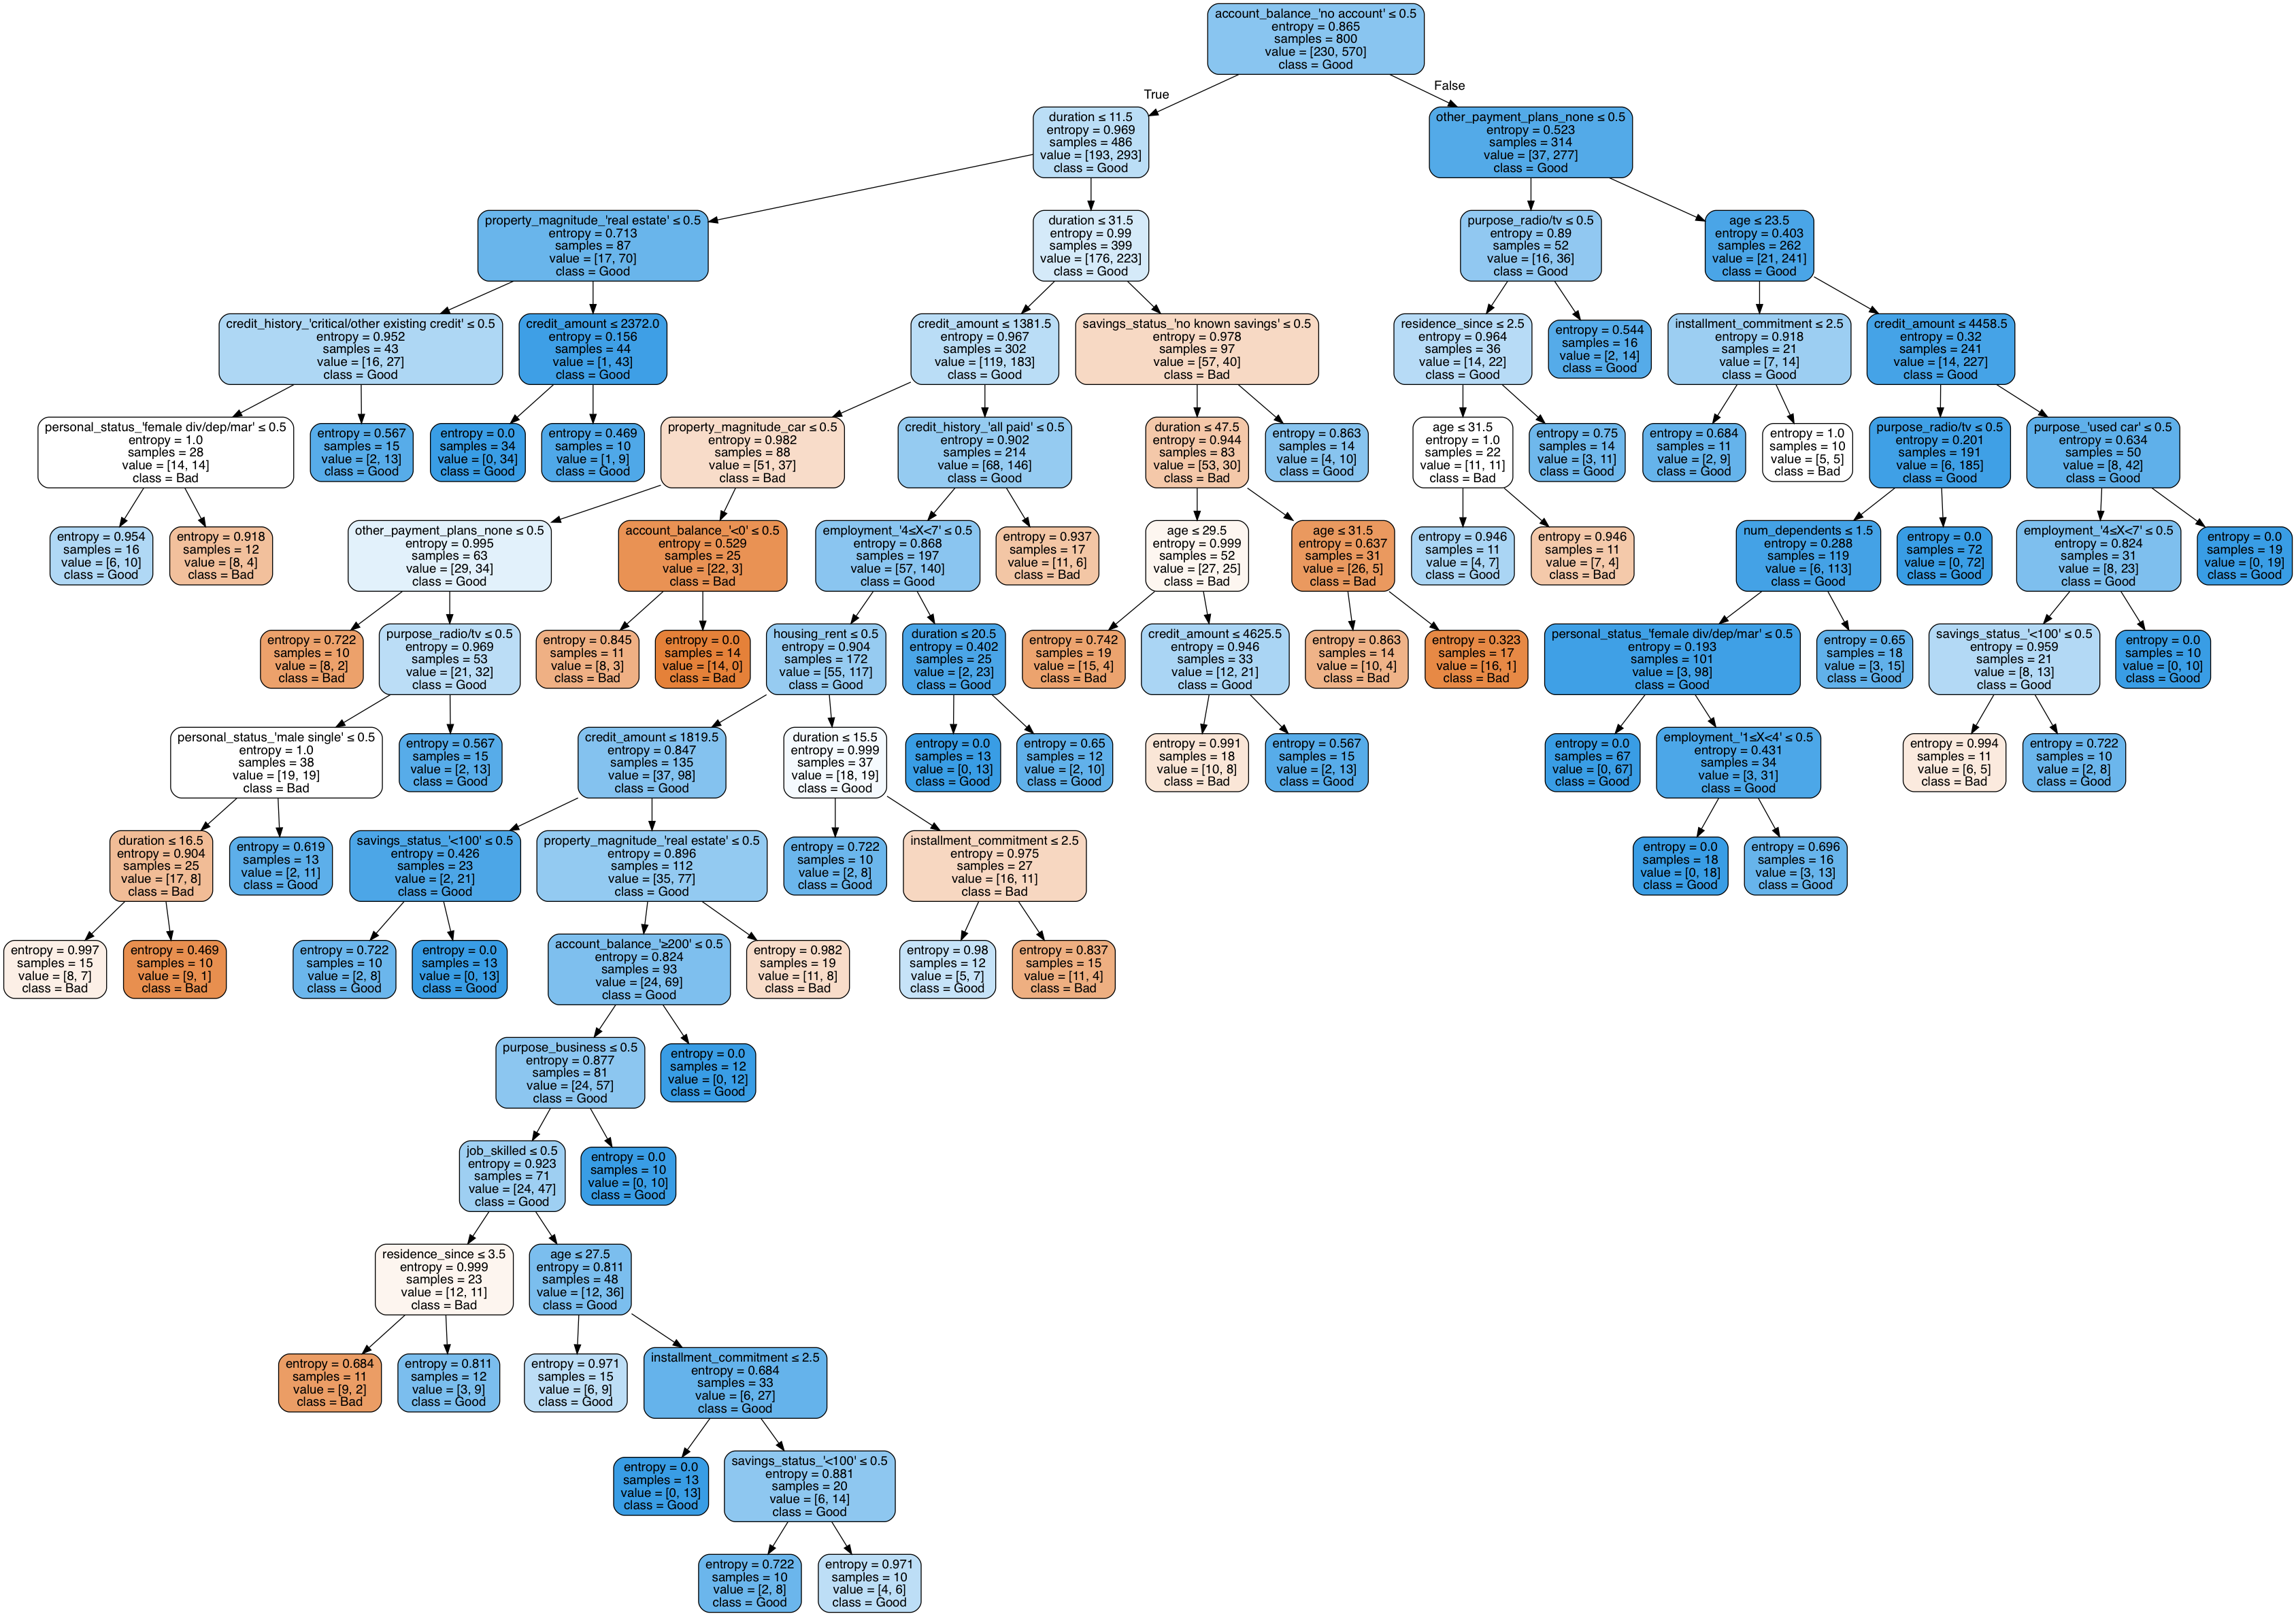 account_balance_'no account' ≤ 0.5
entropy = 0.865
samples = 800
value = [230, 570]
class = Good
True
False
duration ≤ 11.5
entropy = 0.969
samples = 486
value = [193, 293]
class = Good
other_payment_plans_none ≤ 0.5
entropy = 0.523
samples = 314
value = [37, 277]
class = Good
property_magnitude_'real estate' ≤ 0.5
entropy = 0.713
samples = 87
value = [17, 70]
class = Good
duration ≤ 31.5
entropy = 0.99
samples = 399
value = [176, 223]
class = Good
purpose_radio/tv ≤ 0.5
entropy = 0.89
samples = 52
value = [16, 36]
class = Good
age ≤ 23.5
entropy = 0.403
samples = 262
value = [21, 241]
class = Good
credit_history_'critical/other existing credit' ≤ 0.5
entropy = 0.952
samples = 43
value = [16, 27]
class = Good
credit_amount ≤ 2372.0
entropy = 0.156
samples = 44
value = [1, 43]
class = Good
credit_amount ≤ 1381.5
entropy = 0.967
samples = 302
value = [119, 183]
class = Good
savings_status_'no known savings' ≤ 0.5
entropy = 0.978
samples = 97
value = [57, 40]
class = Bad
residence_since ≤ 2.5
entropy = 0.964
samples = 36
value = [14, 22]
class = Good
entropy = 0.544
samples = 16
value = [2, 14]
class = Good
installment_commitment ≤ 2.5
entropy = 0.918
samples = 21
value = [7, 14]
class = Good
credit_amount ≤ 4458.5
entropy = 0.32
samples = 241
value = [14, 227]
class = Good
personal_status_'female div/dep/mar' ≤ 0.5
entropy = 1.0
samples = 28
value = [14, 14]
class = Bad
entropy = 0.567
samples = 15
value = [2, 13]
class = Good
entropy = 0.0
samples = 34
value = [0, 34]
class = Good
entropy = 0.469
samples = 10
value = [1, 9]
class = Good
property_magnitude_car ≤ 0.5
entropy = 0.982
samples = 88
value = [51, 37]
class = Bad
credit_history_'all paid' ≤ 0.5
entropy = 0.902
samples = 214
value = [68, 146]
class = Good
duration ≤ 47.5
entropy = 0.944
samples = 83
value = [53, 30]
class = Bad
entropy = 0.863
samples = 14
value = [4, 10]
class = Good
age ≤ 31.5
entropy = 1.0
samples = 22
value = [11, 11]
class = Bad
entropy = 0.75
samples = 14
value = [3, 11]
class = Good
entropy = 0.684
samples = 11
value = [2, 9]
class = Good
entropy = 1.0
samples = 10
value = [5, 5]
class = Bad
purpose_radio/tv ≤ 0.5
entropy = 0.201
samples = 191
value = [6, 185]
class = Good
purpose_'used car' ≤ 0.5
entropy = 0.634
samples = 50
value = [8, 42]
class = Good
entropy = 0.954
samples = 16
value = [6, 10]
class = Good
entropy = 0.918
samples = 12
value = [8, 4]
class = Bad
other_payment_plans_none ≤ 0.5
entropy = 0.995
samples = 63
value = [29, 34]
class = Good
account_balance_'<0' ≤ 0.5
entropy = 0.529
samples = 25
value = [22, 3]
class = Bad
employment_'4≤X<7' ≤ 0.5
entropy = 0.868
samples = 197
value = [57, 140]
class = Good
entropy = 0.937
samples = 17
value = [11, 6]
class = Bad
age ≤ 29.5
entropy = 0.999
samples = 52
value = [27, 25]
class = Bad
age ≤ 31.5
entropy = 0.637
samples = 31
value = [26, 5]
class = Bad
entropy = 0.946
samples = 11
value = [4, 7]
class = Good
entropy = 0.946
samples = 11
value = [7, 4]
class = Bad
num_dependents ≤ 1.5
entropy = 0.288
samples = 119
value = [6, 113]
class = Good
entropy = 0.0
samples = 72
value = [0, 72]
class = Good
employment_'4≤X<7' ≤ 0.5
entropy = 0.824
samples = 31
value = [8, 23]
class = Good
entropy = 0.0
samples = 19
value = [0, 19]
class = Good
entropy = 0.722
samples = 10
value = [8, 2]
class = Bad
purpose_radio/tv ≤ 0.5
entropy = 0.969
samples = 53
value = [21, 32]
class = Good
entropy = 0.845
samples = 11
value = [8, 3]
class = Bad
entropy = 0.0
samples = 14
value = [14, 0]
class = Bad
housing_rent ≤ 0.5
entropy = 0.904
samples = 172
value = [55, 117]
class = Good
duration ≤ 20.5
entropy = 0.402
samples = 25
value = [2, 23]
class = Good
entropy = 0.742
samples = 19
value = [15, 4]
class = Bad
credit_amount ≤ 4625.5
entropy = 0.946
samples = 33
value = [12, 21]
class = Good
entropy = 0.863
samples = 14
value = [10, 4]
class = Bad
entropy = 0.323
samples = 17
value = [16, 1]
class = Bad
personal_status_'female div/dep/mar' ≤ 0.5
entropy = 0.193
samples = 101
value = [3, 98]
class = Good
entropy = 0.65
samples = 18
value = [3, 15]
class = Good
savings_status_'<100' ≤ 0.5
entropy = 0.959
samples = 21
value = [8, 13]
class = Good
entropy = 0.0
samples = 10
value = [0, 10]
class = Good
personal_status_'male single' ≤ 0.5
entropy = 1.0
samples = 38
value = [19, 19]
class = Bad
entropy = 0.567
samples = 15
value = [2, 13]
class = Good
credit_amount ≤ 1819.5
entropy = 0.847
samples = 135
value = [37, 98]
class = Good
duration ≤ 15.5
entropy = 0.999
samples = 37
value = [18, 19]
class = Good
entropy = 0.0
samples = 13
value = [0, 13]
class = Good
entropy = 0.65
samples = 12
value = [2, 10]
class = Good
entropy = 0.991
samples = 18
value = [10, 8]
class = Bad
entropy = 0.567
samples = 15
value = [2, 13]
class = Good
entropy = 0.0
samples = 67
value = [0, 67]
class = Good
employment_'1≤X<4' ≤ 0.5
entropy = 0.431
samples = 34
value = [3, 31]
class = Good
entropy = 0.994
samples = 11
value = [6, 5]
class = Bad
entropy = 0.722
samples = 10
value = [2, 8]
class = Good
duration ≤ 16.5
entropy = 0.904
samples = 25
value = [17, 8]
class = Bad
entropy = 0.619
samples = 13
value = [2, 11]
class = Good
savings_status_'<100' ≤ 0.5
entropy = 0.426
samples = 23
value = [2, 21]
class = Good
property_magnitude_'real estate' ≤ 0.5
entropy = 0.896
samples = 112
value = [35, 77]
class = Good
entropy = 0.722
samples = 10
value = [2, 8]
class = Good
installment_commitment ≤ 2.5
entropy = 0.975
samples = 27
value = [16, 11]
class = Bad
entropy = 0.0
samples = 18
value = [0, 18]
class = Good
entropy = 0.696
samples = 16
value = [3, 13]
class = Good
entropy = 0.997
samples = 15
value = [8, 7]
class = Bad
entropy = 0.469
samples = 10
value = [9, 1]
class = Bad
entropy = 0.722
samples = 10
value = [2, 8]
class = Good
entropy = 0.0
samples = 13
value = [0, 13]
class = Good
account_balance_'≥200' ≤ 0.5
entropy = 0.824
samples = 93
value = [24, 69]
class = Good
entropy = 0.982
samples = 19
value = [11, 8]
class = Bad
entropy = 0.98
samples = 12
value = [5, 7]
class = Good
entropy = 0.837
samples = 15
value = [11, 4]
class = Bad
purpose_business ≤ 0.5
entropy = 0.877
samples = 81
value = [24, 57]
class = Good
entropy = 0.0
samples = 12
value = [0, 12]
class = Good
job_skilled ≤ 0.5
entropy = 0.923
samples = 71
value = [24, 47]
class = Good
entropy = 0.0
samples = 10
value = [0, 10]
class = Good
residence_since ≤ 3.5
entropy = 0.999
samples = 23
value = [12, 11]
class = Bad
age ≤ 27.5
entropy = 0.811
samples = 48
value = [12, 36]
class = Good
entropy = 0.684
samples = 11
value = [9, 2]
class = Bad
entropy = 0.811
samples = 12
value = [3, 9]
class = Good
entropy = 0.971
samples = 15
value = [6, 9]
class = Good
installment_commitment ≤ 2.5
entropy = 0.684
samples = 33
value = [6, 27]
class = Good
entropy = 0.0
samples = 13
value = [0, 13]
class = Good
savings_status_'<100' ≤ 0.5
entropy = 0.881
samples = 20
value = [6, 14]
class = Good
entropy = 0.722
samples = 10
value = [2, 8]
class = Good
entropy = 0.971
samples = 10
value = [4, 6]
class = Good